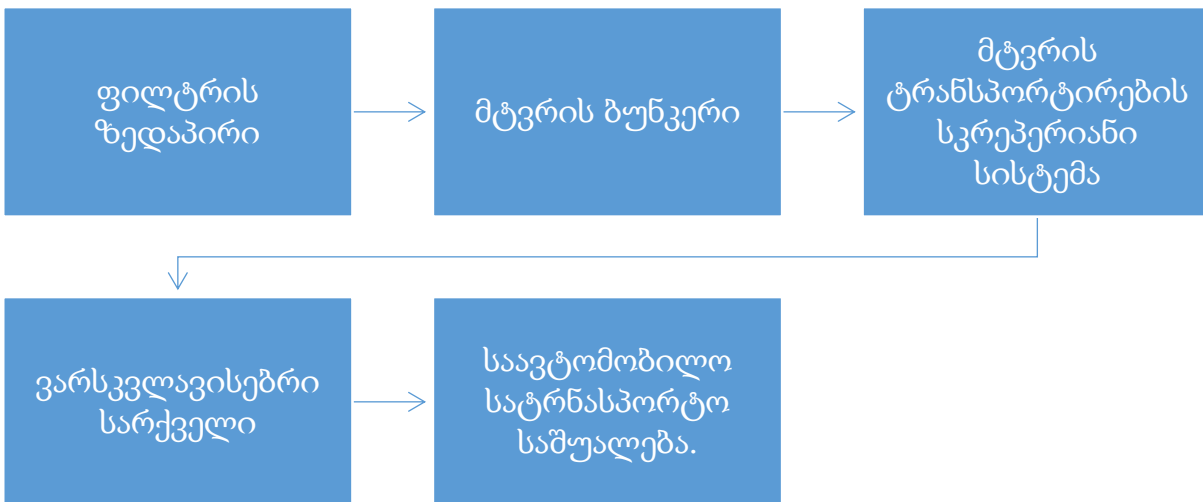 ფილტრის
ზედაპირი
მტვრის ბუნკერი
მტვრის
ტრანსპორტირების
სკრეპერიანი
სისტემა
ვარსკვლავისებრი
სარქველი
საავტომობილო
სატრნასპორტო
საშუალება.